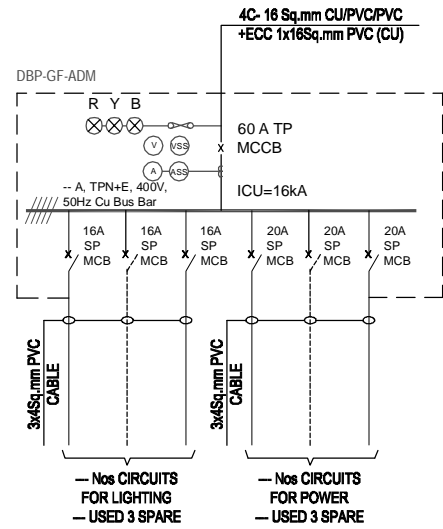 4C- 16 Sq.mm CU/PVC/PVC
+ECC 1x16Sq.mm PVC (CU)
DBP-GF-ADM
R Y B
V VSS
A ASS
60 A TP
MCCB
ICU=16kA
-- A, TPN+E, 400V,
50Hz Cu Bus Bar
16A
SP
MCB
16A
SP
MCB
16A
SP
MCB
20A
SP
MCB
20A
SP
MCB
20A
SP
MCB
3x4Sq.mm PVC
CABLE
3x4Sq.mm PVC
CABLE
--- Nos CIRCUITS
FOR LIGHTING
--- USED 3 SPARE
--- Nos CIRCUITS
FOR POWER
--- USED 3 SPARE